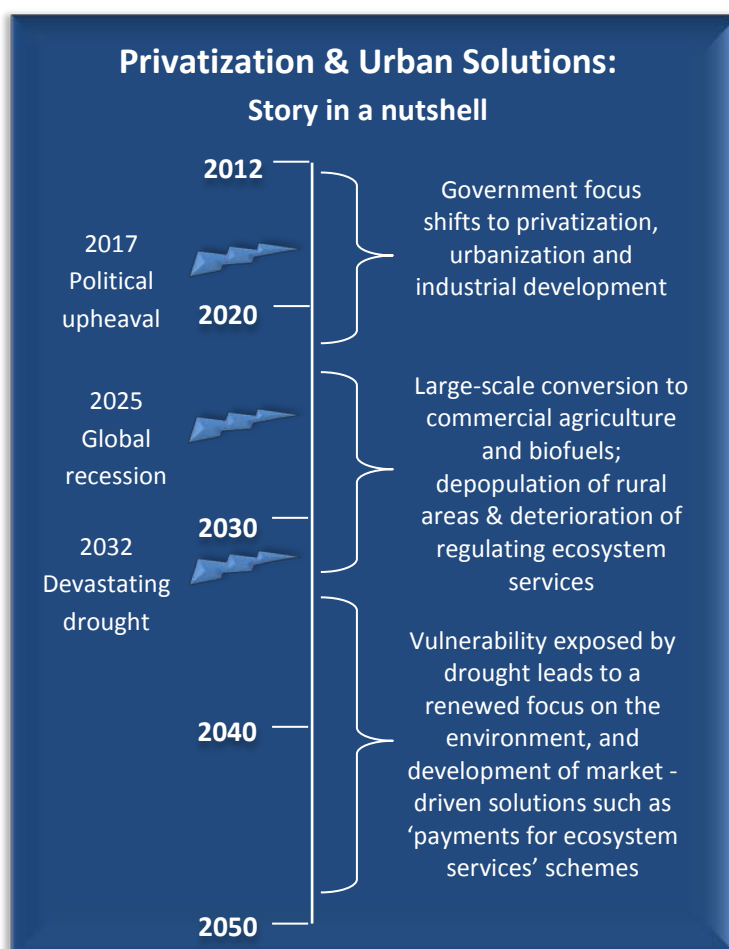 Privatization & Urban Solutions:
Story in a nutshell
2012
Government focus
shifts to privatization,
urbanization and
industrial development
2017
Political
upheaval
2020
Large-scale conversion to
commercial agriculture
and biofuels;
depopulation of rural
areas & deterioration of
regulating ecosystem
services
2025
Global
recession
2030
2032
Devastating
drought
Vulnerability exposed by
drought leads to a
renewed focus on the
environment, and
development of market -
driven solutions such as
‘payments for ecosystem
services’ schemes
2040
2050